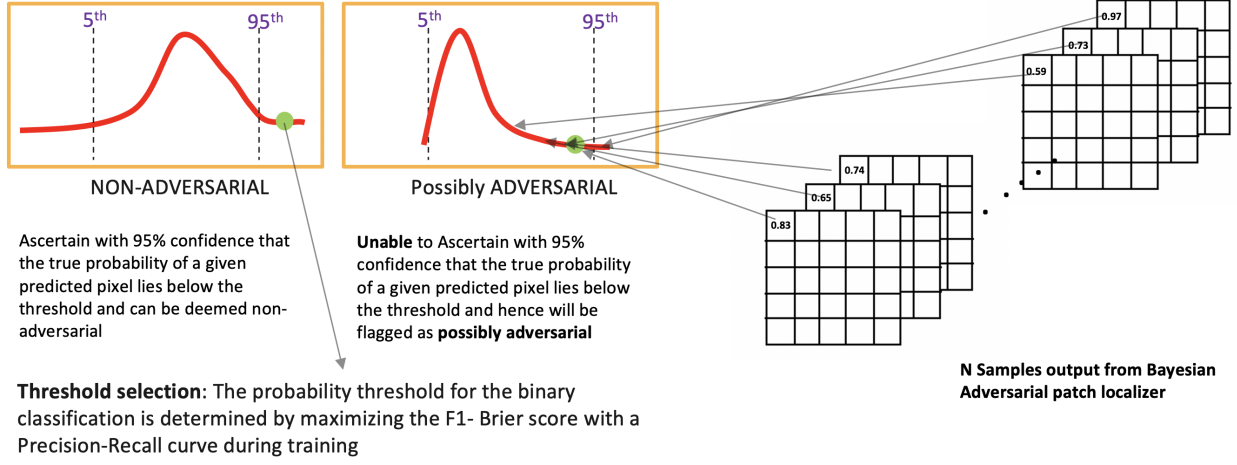 5th 95th
5th 95th
NON-ADVERSARIAL
Possibly ADVERSARIAL
Ascertain with 95% confidence that
the true probability of a given
predicted pixel lies below the
threshold and can be deemed non-
adversarial
Unable to Ascertain with 95%
confidence that the true probability
of a given predicted pixel lies below
the threshold and hence will be
flagged as possibly adversarial
Threshold selection: The probability threshold for the binary
classification is determined by maximizing the F1- Brier score with a
Precision-Recall curve during training
0.97
0.73
0.59
0.74
0.65
0.83
N Samples output from Bayesian
Adversarial patch localizer